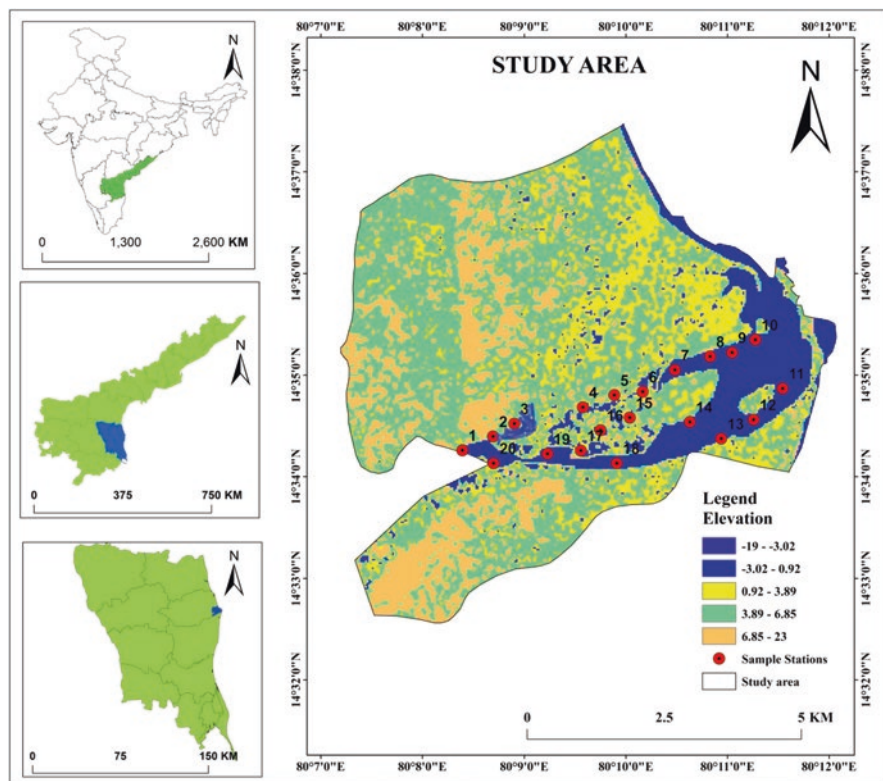 N
0 1,300 2,600 KM
N
0 375 750 KM
N
0 75 150 KM
80°7'0"E 80°8'0"E 80°9'0"E 80°10'0"E 80°11'0"E 80°12'0"E
STUDY AREA
N
14°38'0"N
14°37'0"N
14°36'0"N
14°35'0"N
14°34'0"N
14°33'0"N
14°32'0"N
14°38'0"N
14°37'0"N
14°36'0"N
14°35'0"N
14°34'0"N
14°33'0"N
14°32'0"N
10
9
8
7
11
6
5
4
15
12
3
16
14
13
2
1
17
19
18
20
Legend
Elevation
-19 - -3.02
-3.02 - 0.92
0.92 - 3.89
3.89 - 6.85
6.85 - 23
Sample Stations
Study area
0 2.5 5 KM
80°7'0"E 80°8'0"E 80°9'0"E 80°10'0"E 80°11'0"E 80°12'0"E